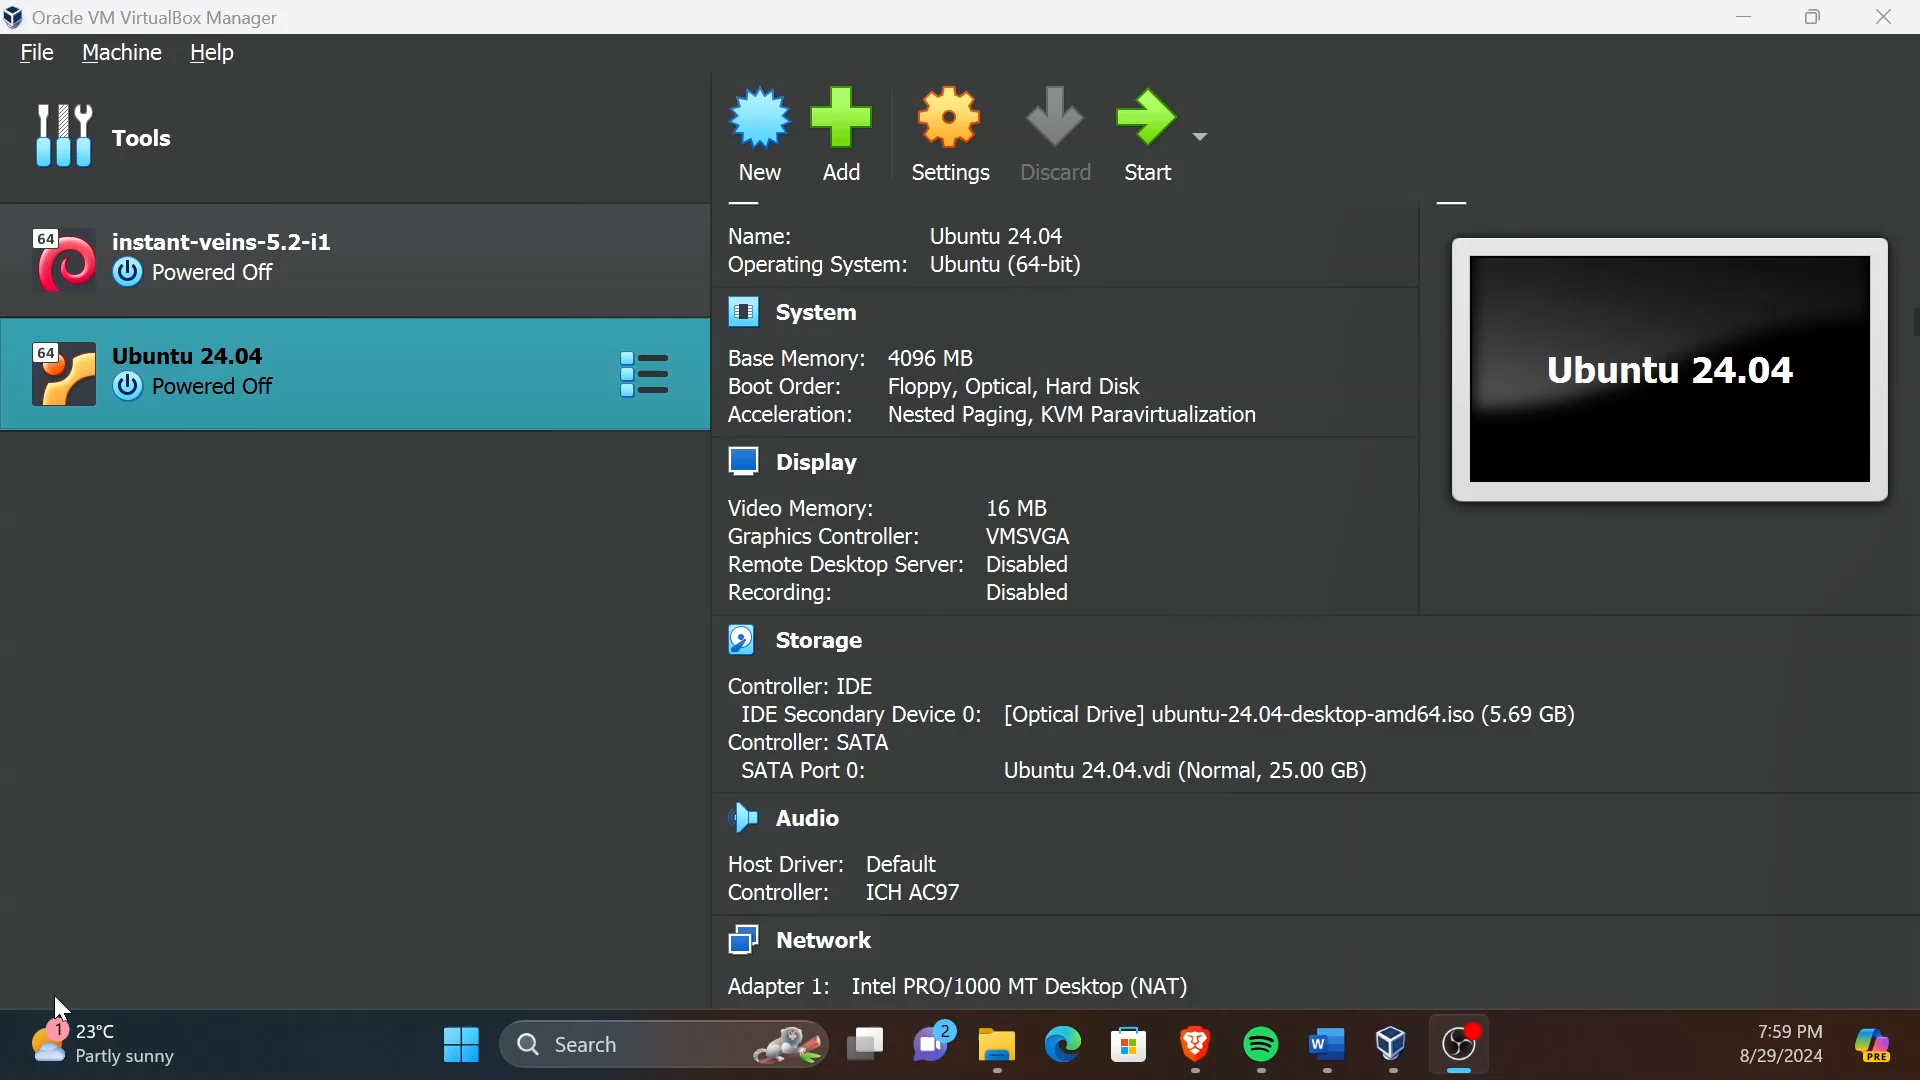 Oracle VM VirtualBox Manager
File Machine Help
Tools
New Add Settings Discard Start
64 instant-veins-5.2-i1
Powered Off
64 Ubuntu 24.04
Powered Off
Name: Ubuntu 24.04
Operating System: Ubuntu (64-bit)
System
Base Memory: 4096 MB
Boot Order: Floppy, Optical, Hard Disk
Acceleration: Nested Paging, KVM Paravirtualization
Display
Video Memory: 16 MB
Graphics Controller: VMSVGA
Remote Desktop Server: Disabled
Recording: Disabled
Ubuntu 24.04
Storage
Controller: IDE
IDE Secondary Device 0: [Optical Drive] ubuntu-24.04-desktop-amd64.iso (5.69 GB)
Controller: SATA
SATA Port 0: Ubuntu 24.04.vdi (Normal, 25.00 GB)
Audio
Host Driver: Default
Controller: ICH AC97
Network
Adapter 1: Intel PRO/1000 MT Desktop (NAT)
1 23°C
Partly sunny
Search
2
W
7:59 PM
8/29/2024
PRE